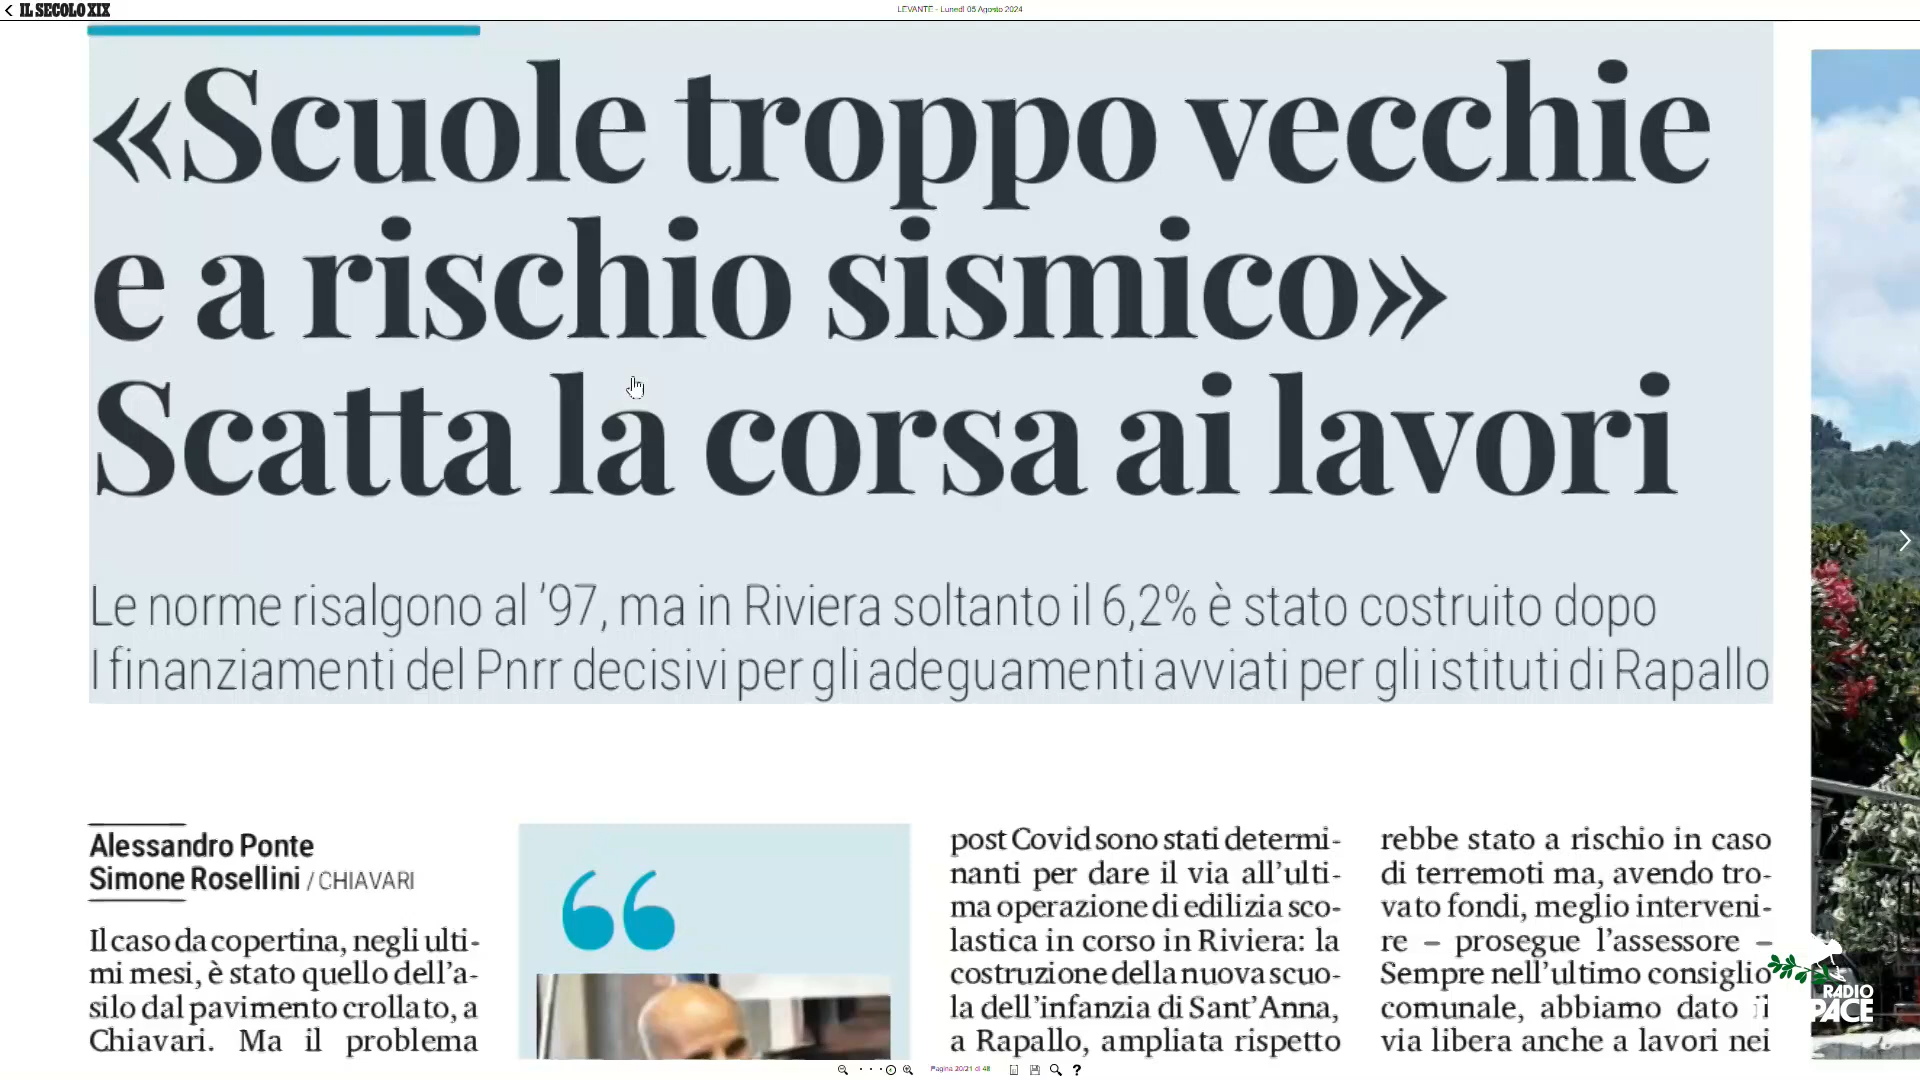 IL SECOLO XIX
LEVANTE - Lunedì 05 Agosto 2024
«Scuole troppo vecchie
e a rischio sismico»
Scatta la corsa ai lavori
Le norme risalgono al '97, ma in Riviera soltanto il 6,2% è stato costruito dopo
I finanziamenti del Pnrr decisivi per gli adeguamenti avviati per gli istituti di Rapallo
Alessandro Ponte
Simone Rosellini / CHIAVARI
Il caso da copertina, negli ulti-
mi mesi, è stato quello dell'a-
silo dal pavimento crollato, a
Chiavari. Ma il problema
“
post Covid sono stati determi-
nanti per dare il via all'ulti-
ma operazione di edilizia sco-
lastica in corso in Riviera: la
costruzione della nuova scuo-
la dell'infanzia di Sant'Anna,
a Rapallo, ampliata rispetto
rebbe stato a rischio in caso
di terremoti ma, avendo tro-
vato fondi, meglio interveni-
re – prosegue l'assessore –
Sempre nell'ultimo consiglio
comunale, abbiamo dato il
via libera anche a lavori nei
RADIO
PACE
Pagina 20/21 di 48
?